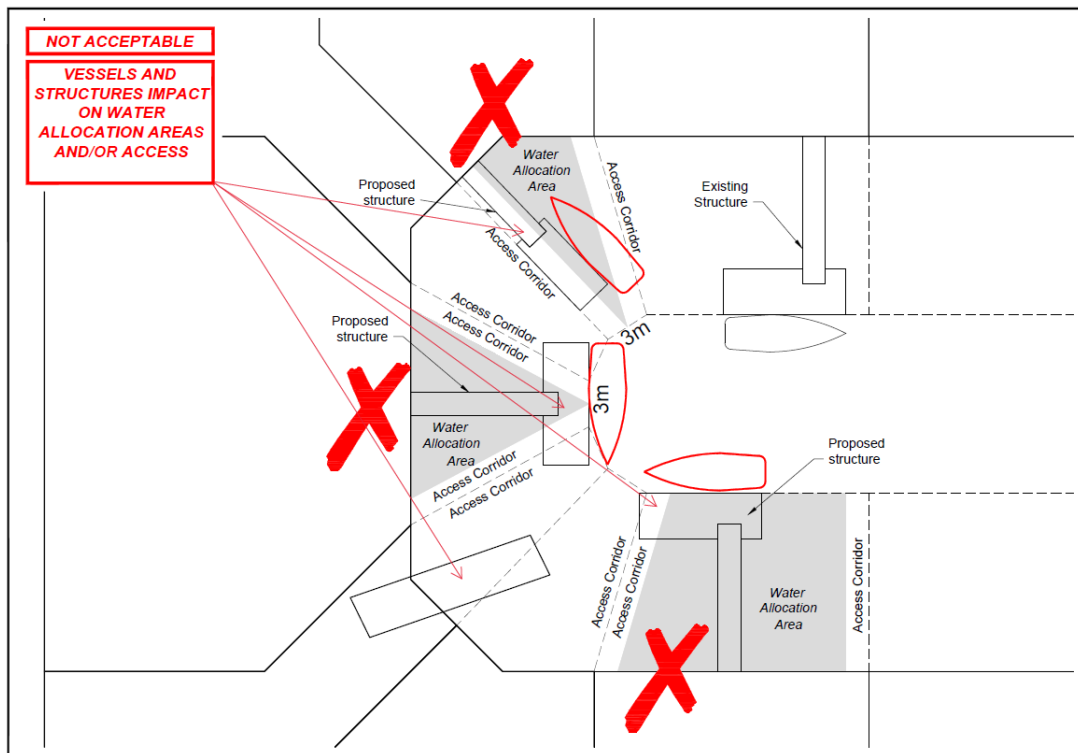 NOT ACCEPTABLE
VESSELS AND
STRUCTURES IMPACT
ON WATER
ALLOCATION AREAS
AND/OR ACCESS
Water
Allocation
Area
Proposed
structure
Access Corridor
Access Corridor
Existing
Structure
3m
Access Corridor
Access Corridor
Proposed
structure
3m
Water
Allocation
Area
Access Corridor
Access Corridor
Proposed
structure
Access Corridor
Access Corridor
Water
Allocation
Area
Access Corridor